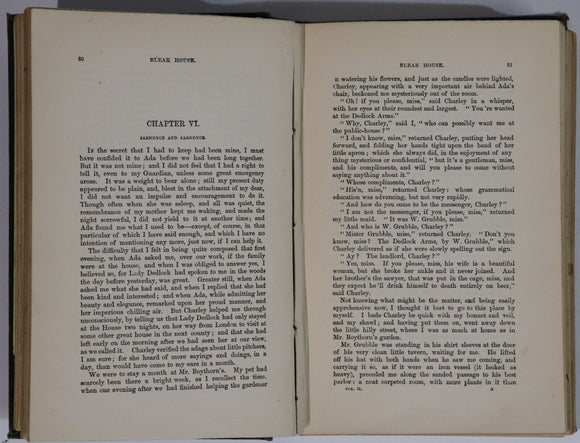 80
BLEAK HOUSE.
CHAPTER VI.
JARNDYCE AND JARNDYCE.
IF the secret that I had to keep had been mine, I must
have confided it to Ada before we had been long together.
But it was not mine; and I did not feel that I had a right to
tell it, even to my Guardian, unless some great emergency
arose. It was a weight to bear alone; still my present duty
appeared to be plain, and, blest in the attachment of my dear,
I did not want an impulse and encouragement to do it.
Though often when she was asleep, and all was quiet, the
remembrance of my mother kept me waking, and made the
night sorrowful, I did not yield to it at another time; and
Ada found me what I used to be—except, of course, in that
particular of which I have said enough, and which I have no
intention of mentioning any more, just now, if I can help it.
The difficulty that I felt in being quite composed that first
evening, when Ada asked me, over our work, if the family
were at the house, and when I was obliged to answer yes, I
believed so, for Lady Dedlock had spoken to me in the woods
the day before yesterday, was great. Greater still, when Ada
asked me what she had said, and when I replied that she had
been kind and interested; and when Ada, while admitting her
beauty and elegance, remarked upon her proud manner, and
her imperious chilling air. But Charley helped me through
unconsciously, by telling us that Lady Dedlock had only stayed
at the House two nights, on her way from London to visit at
some other great house in the next county; and that she had
left early on the morning after we had seen her at our view,
as we called it. Charley verified the adage about little pitchers,
I am sure; for she heard of more sayings and doings, in a
day, than would have come to my ears in a month.
We were to stay a month at Mr. Boythorn's. My pet had
scarcely been there a bright week, as I recollect the time,
when one evening after we had finished helping the gardener
BLEAK HOUSE.
81
n watering his flowers, and just as the candles were lighted,
Charley, appearing with a very important air behind Ada's
chair, beckoned me mysteriously out of the room.
"Oh! if you please, miss," said Charley in a whisper,
with her eyes at their roundest and largest. "You're wanted
at the Dedlock Arms."
"Why, Charley," said I, "who can possibly want me at
the public-house?"
"I don't know, miss," returned Charley, putting her head
forward, and folding her hands tight upon the band of her
little apron; which she always did, in the enjoyment of any
thing mysterious or confidential, "but it's a gentleman, miss,
and his compliments, and will you please to come without
saying anything about it."
"Whose compliments, Charley?"
"His'n, miss," returned Charley: whose grammatical
education was advancing, but not very rapidly.
"And how do you come to be the messenger, Charley?"
"I am not the messenger, if you please, miss," returned
my little maid. "It was W. Grubble, miss."
"And who is W. Grubble, Charley?"
"Mister Grubble, miss," returned Charley. "Don't you
know, miss? The Dedlock Arms, by W. Grubble," which
Charley delivered as if she were slowly spelling out the sign.
"Ay? The landlord, Charley?"
"Yes, miss. If you please, miss, his wife is a beautiful
woman, but she broke her ankle and it never joined. And
her brother's the sawyer, that was put in the cage, miss, and
they expect he'll drink himself to death entirely on beer,"
said Charley.
Not knowing what might be the matter, and being easily
apprehensive now, I thought it best to go to this place by
myself. I bade Charley be quick with my bonnet and veil,
and my shawl; and having put them on, went away down
the little hilly street, where I was as much at home as in
Mr. Boythorn's garden.
Mr. Grubble was standing in his shirt sleeves at the door
of his very clean little tavern, waiting for me. He lifted
off his hat with both hands when he saw me coming, and
carrying it so, as if it were an iron vessel (it looked as
heavy), preceded me along the sanded passage to his best
parlor: a neat carpeted room, with more plants in it than
VOL. II.
G